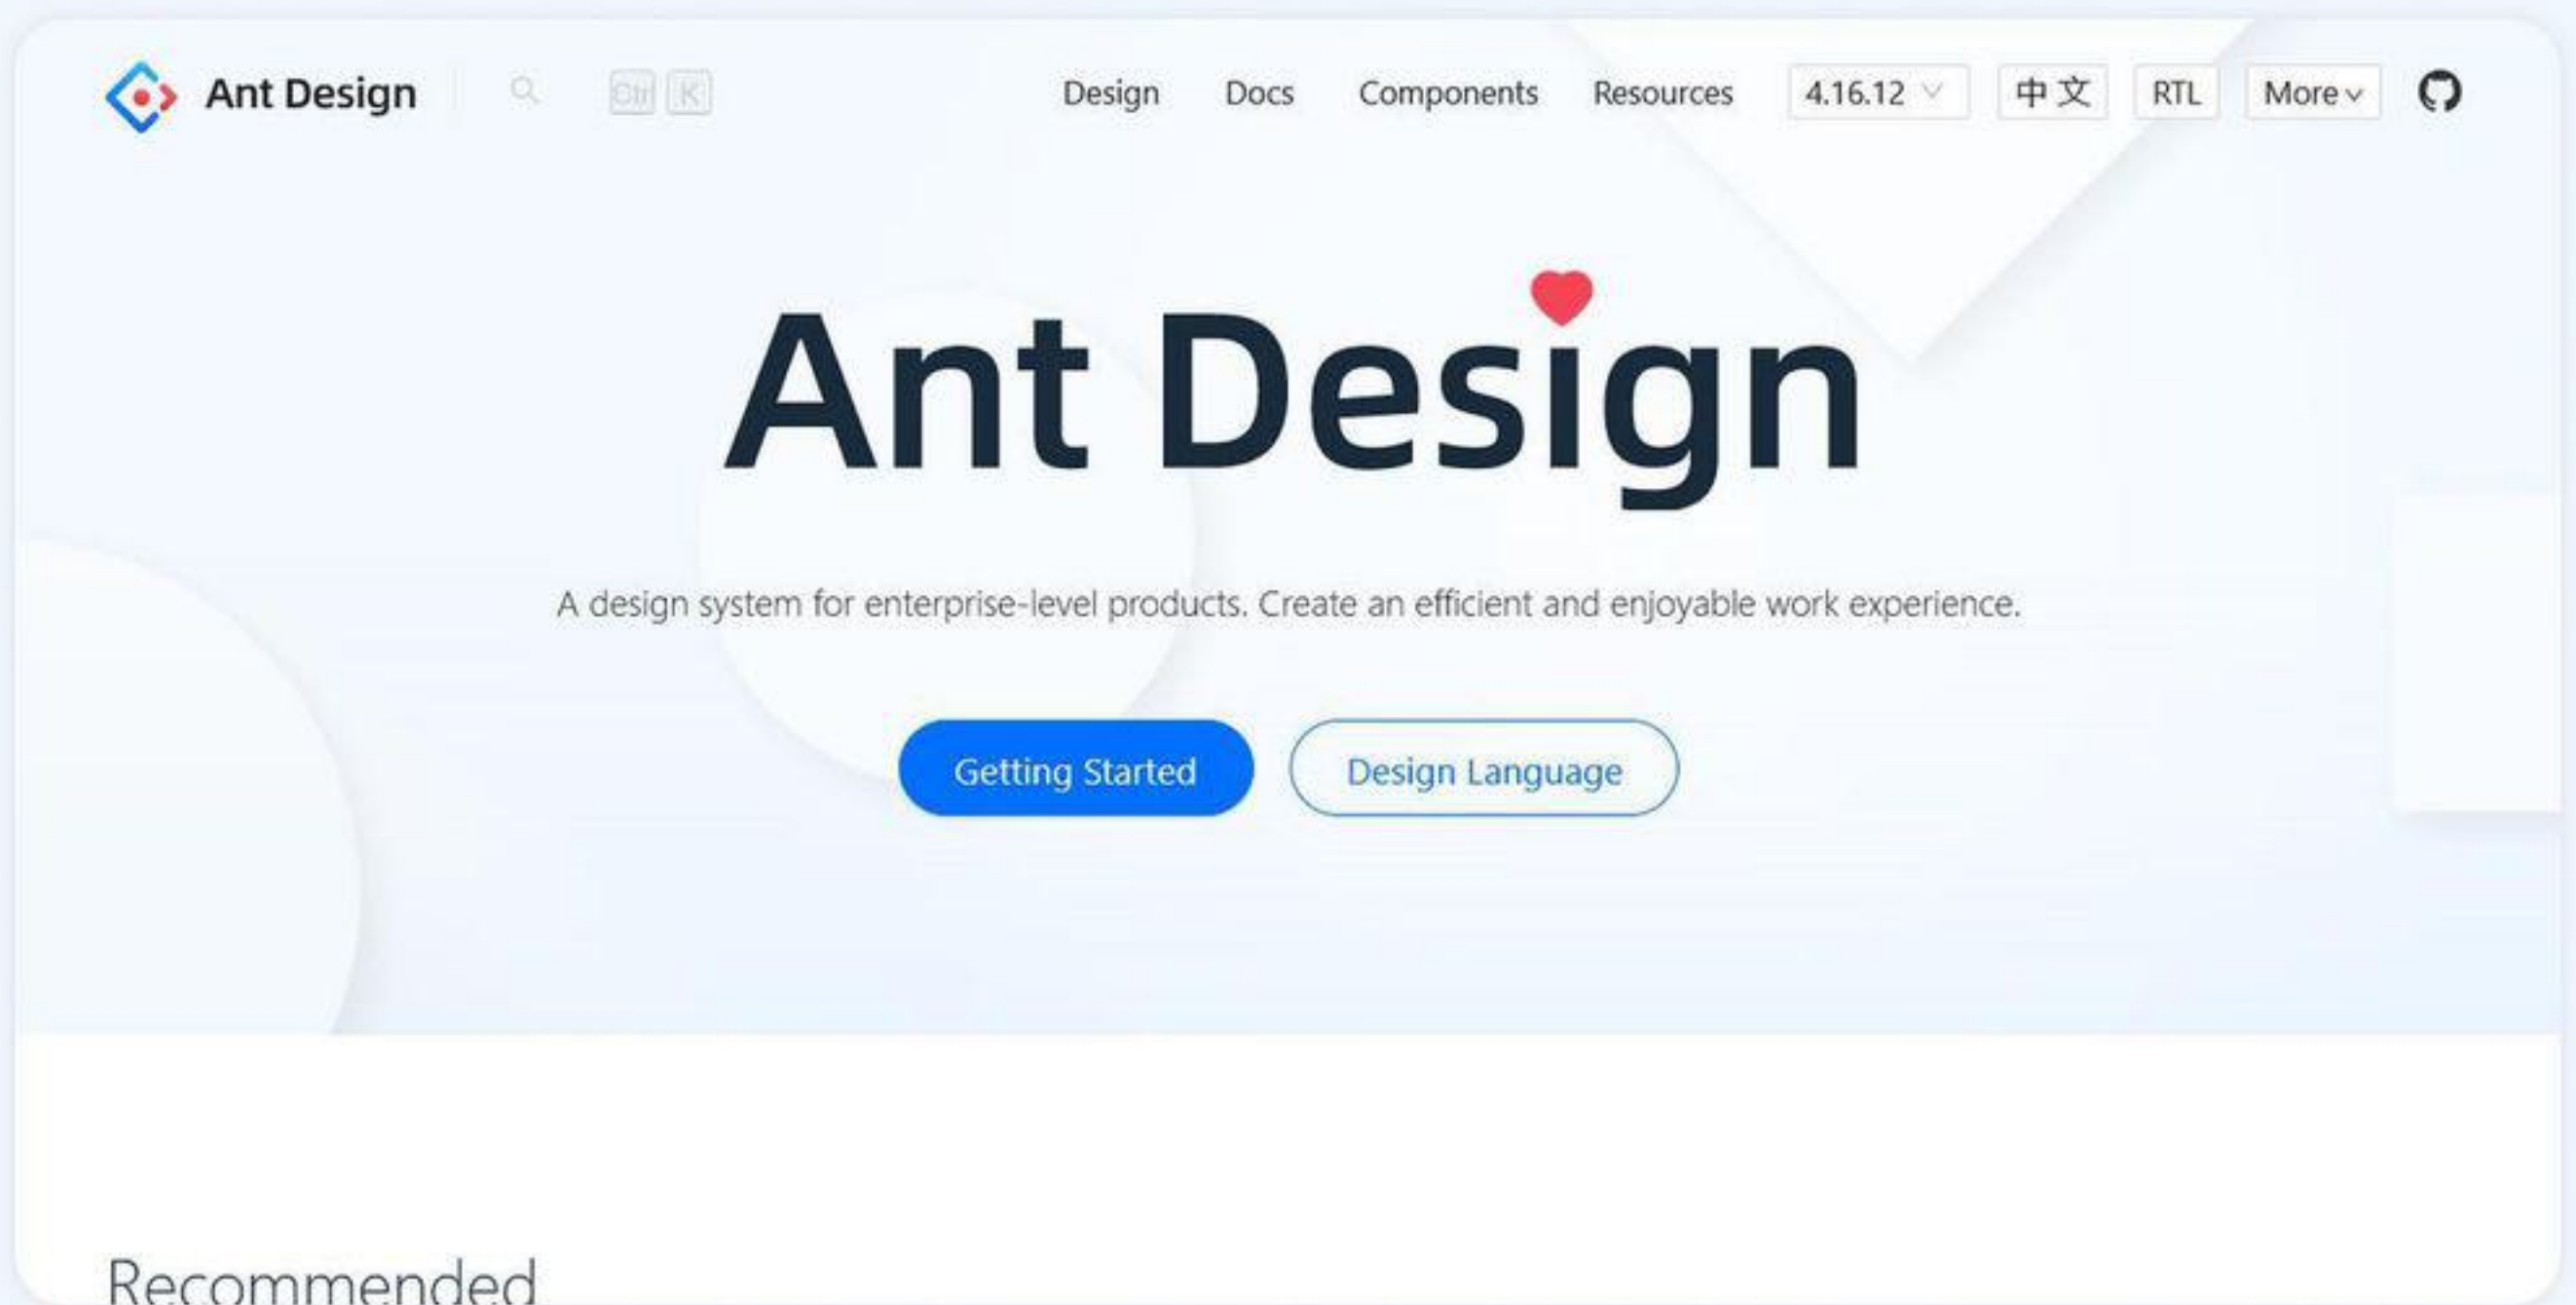 Ant Design Ctrl K Design Docs Components Resources 4.16.12 中文 RTL More
Ant Design
A design system for enterprise-level products. Create an efficient and enjoyable work experience.
Getting Started Design Language
Recommended